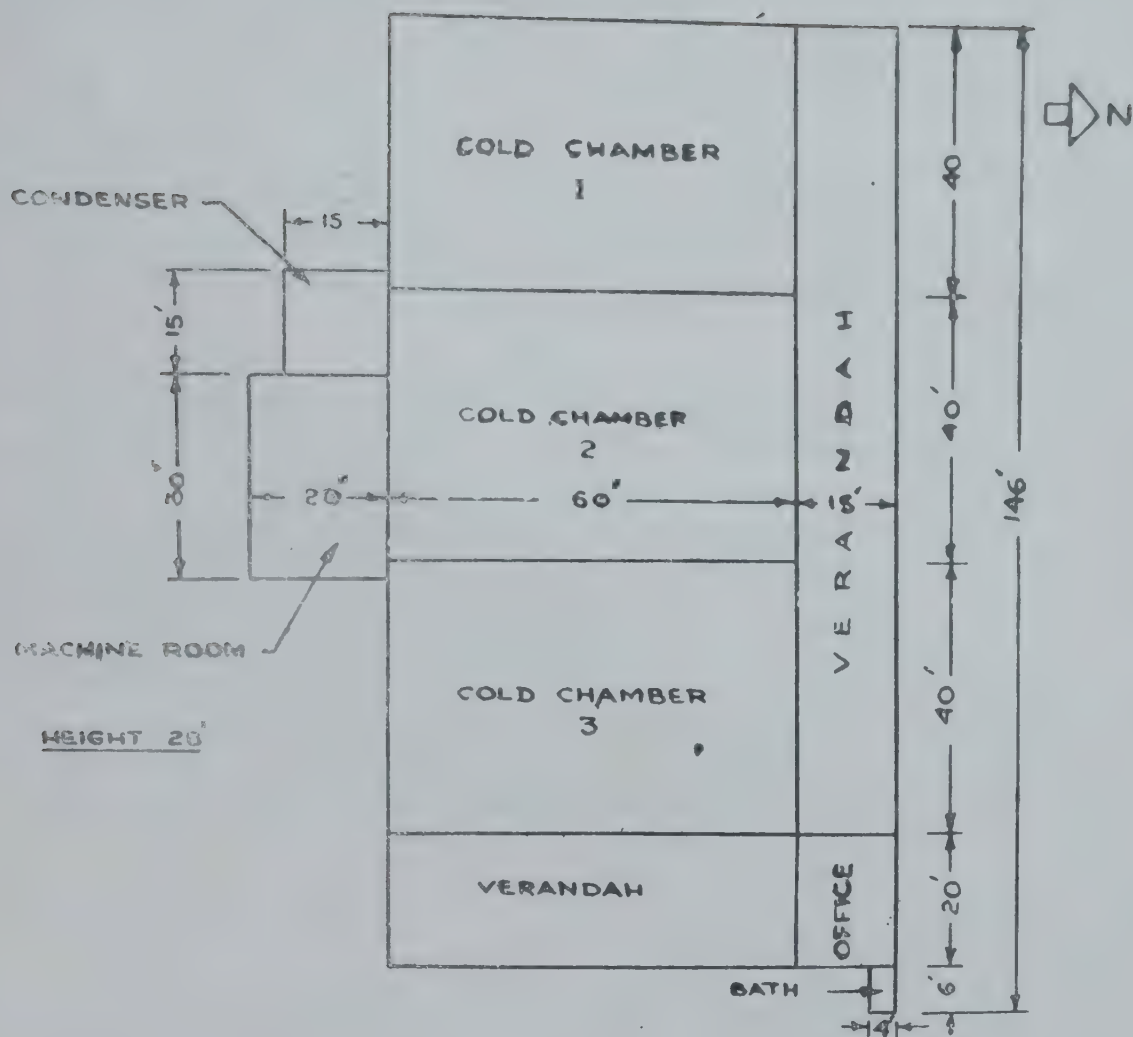 COLD CHAMBER
1
N
CONDENSER
15
40
15'
VERANDAH
COLD CHAMBER
2
40'
30'
20'
60'
15'
146'
MACHINE ROOM
COLD CHAMBER
3
40'
HEIGHT
VERANDAH
OFFICE
20'
BATH
6'
4'